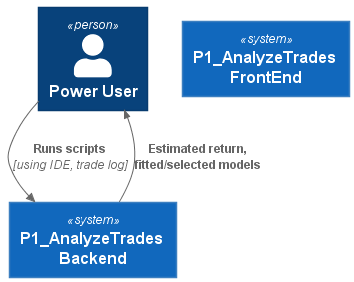 «person»
Power User
«system»
P1_AnalyzeTrades
FrontEnd
Runs scripts
[using IDE, trade log]
Estimated return,
fitted/selected models
«system»
P1_AnalyzeTrades
Backend